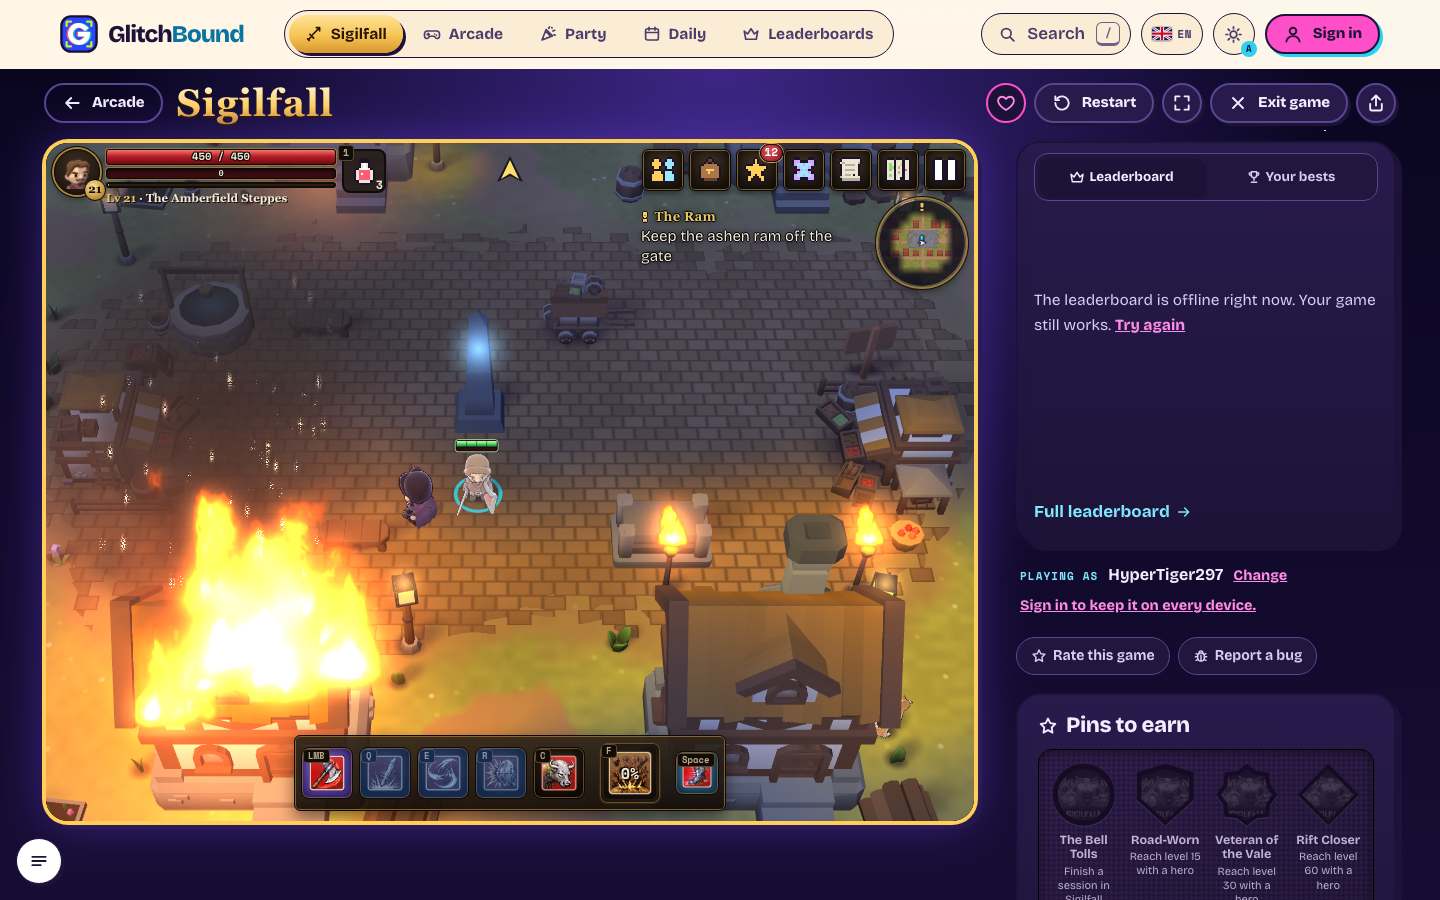 GlitchBound
Sigilfall
Arcade
Party
Daily
Leaderboards
Search /
EN
A
Sign in
Arcade
Sigilfall
Restart
Exit game
450 / 450
0
21
Lv 21 · The Amberfield Steppes
1
3
12
! The Ram
Keep the ashen ram off the
gate
!
Leaderboard
Your bests
The leaderboard is offline right now. Your game
still works. Try again
Full leaderboard →
PLAYING AS HyperTiger297 Change
Sign in to keep it on every device.
Rate this game
Report a bug
Pins to earn
The Bell
Tolls
Finish a
session in
Sigilfall
Road-Worn
Reach level 15
with a hero
Veteran of
the Vale
Reach level
30 with a
hero
Rift Closer
Reach level
60 with a
hero
LMB
Q
E
R
C
F
0%
Space